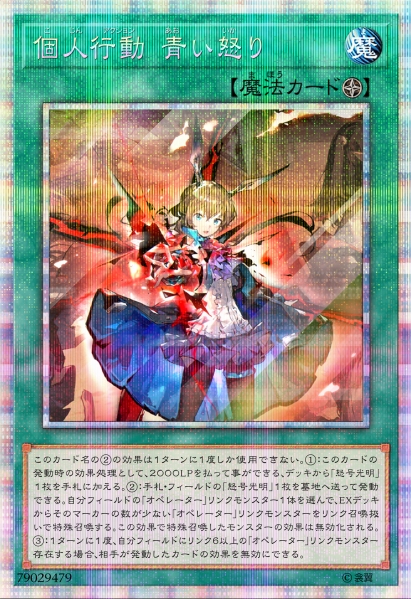 個人行動 青い怒り
魔
【魔法カード】
このカード名の②の効果は1ターンに1度しか使用できない。①:このカードの
発動時の効果処理として、2000LPを払って事ができる、デッキから「怒号光明」
1枚を手札に加える。②:手札・フィールドの「怒号光明」1枚を墓地へ送って発動
できる。自分フィールドの「オペレーター」リンクモンスター1体を選んで、EXデッキ
からそのマーカーの数が少ない「オペレーター」リンクモンスターをリンク召喚扱
いで特殊召喚する。この効果で特殊召喚したモンスターの効果は無効化される。
③:1ターンに1度、自分フィールドにリンク6以上の「オペレーター」リンクモンスター
存在する場合、相手が発動したカードの効果を無効にできる。
79029479